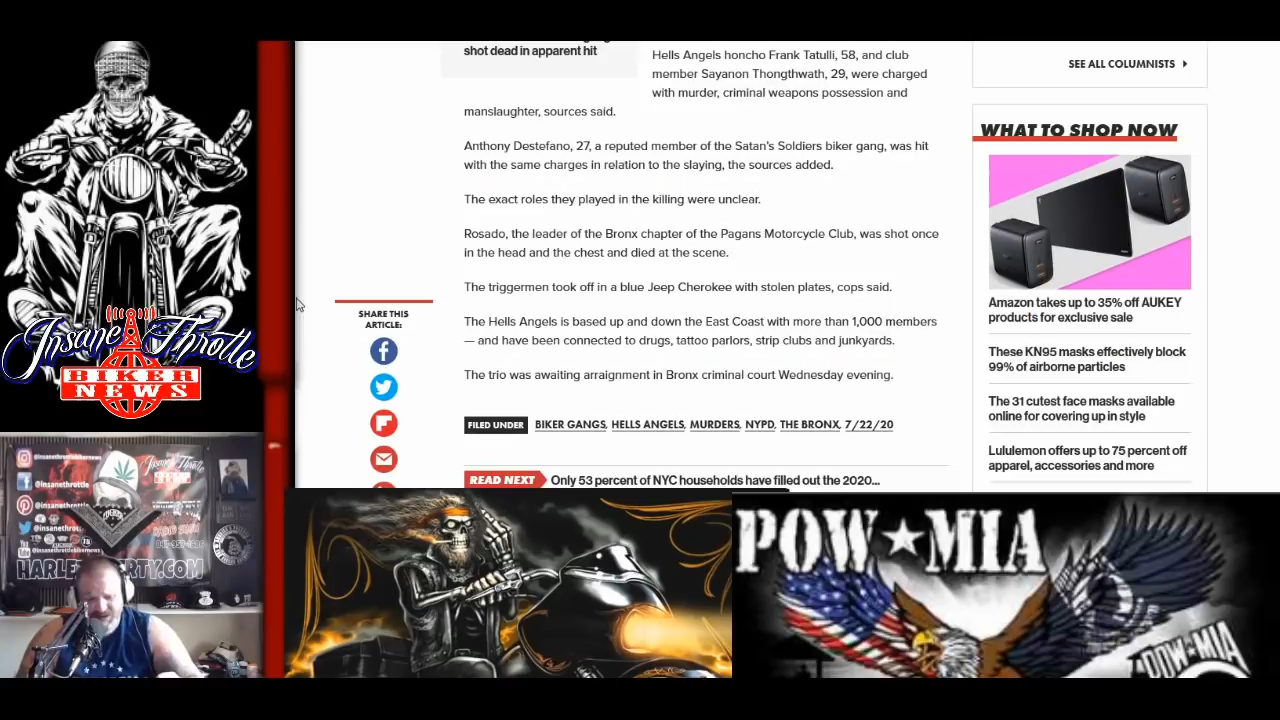 shot dead in apparent hit
Hells Angels honcho Frank Tatulli, 58, and club
member Sayanon Thongthwath, 29, were charged
with murder, criminal weapons possession and
manslaughter, sources said.
Anthony Destefano, 27, a reputed member of the Satan's Soldiers biker gang, was hit
with the same charges in relation to the slaying, the sources added.
The exact roles they played in the killing were unclear.
Rosado, the leader of the Bronx chapter of the Pagans Motorcycle Club, was shot once
in the head and the chest and died at the scene.
The triggermen took off in a blue Jeep Cherokee with stolen plates, cops said.
The Hells Angels is based up and down the East Coast with more than 1,000 members
— and have been connected to drugs, tattoo parlors, strip clubs and junkyards.
The trio was awaiting arraignment in Bronx criminal court Wednesday evening.
FILED UNDER BIKER GANGS, HELLS ANGELS, MURDERS, NYPD, THE BRONX, 7/22/20
READ NEXT Only 53 percent of NYC households have filled out the 2020...
SHARE THIS
ARTICLE:
SEE ALL COLUMNISTS
WHAT TO SHOP NOW
Amazon takes up to 35% off AUKEY
products for exclusive sale
These KN95 masks effectively block
99% of airborne particles
The 31 cutest face masks available
online for covering up in style
Lululemon offers up to 75 percent off
apparel, accessories and more
Insane Throttle
BIKER
NEWS
@insanethrottle
@insanethrottle
@insanethrottle
@insanethrottle
@insanethrottlebikernews
HARLEYLIBERTY.COM
POW★MIA
POW-MIA